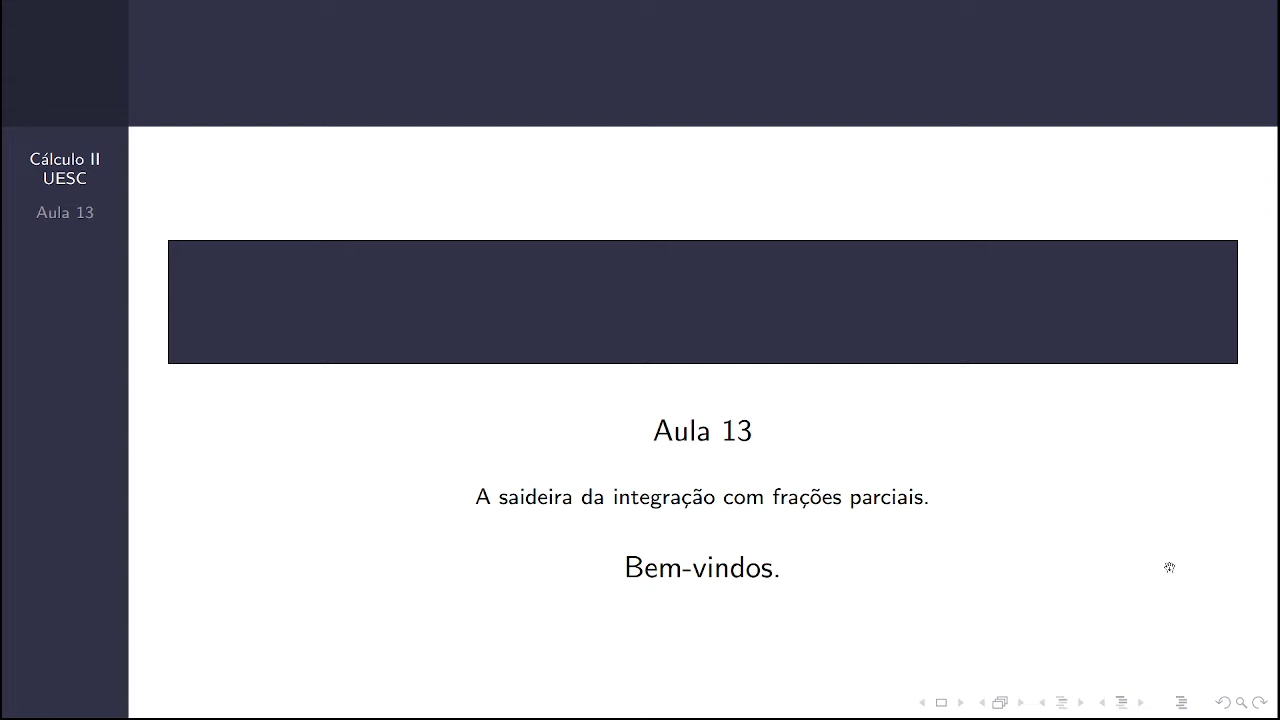 Cálculo II
UESC
Aula 13
Aula 13
A saideira da integração com frações parciais.
Bem-vindos.